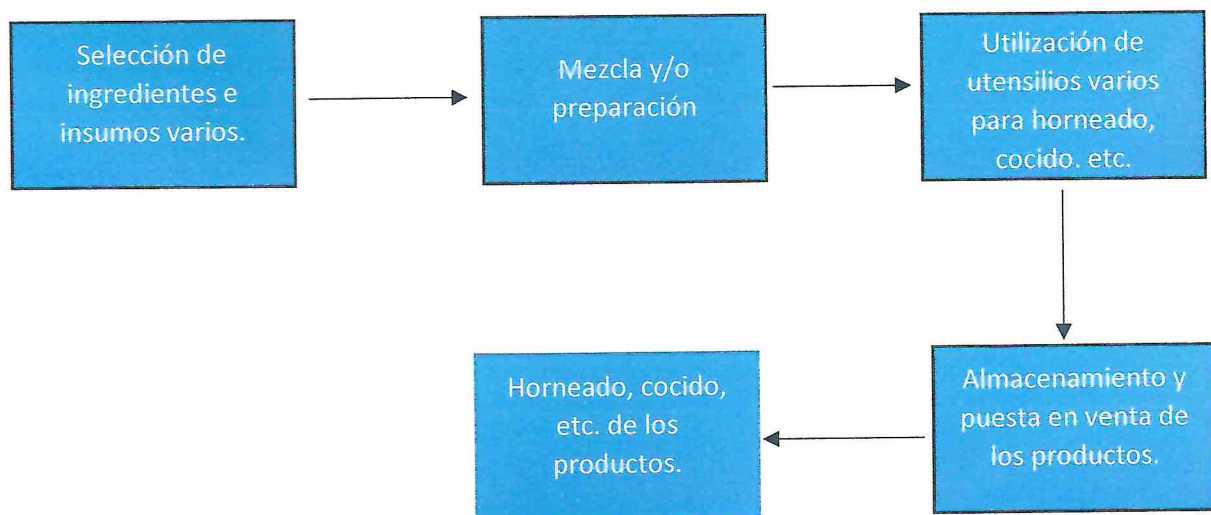 Selección de
ingredientes e
insumos varios.
Mezcla y/o
preparación
Utilización de
utensilios varios
para horneado,
cocido. etc.
Almacenamiento y
puesta en venta de
los productos.
Horneado, cocido,
etc. de los
productos.